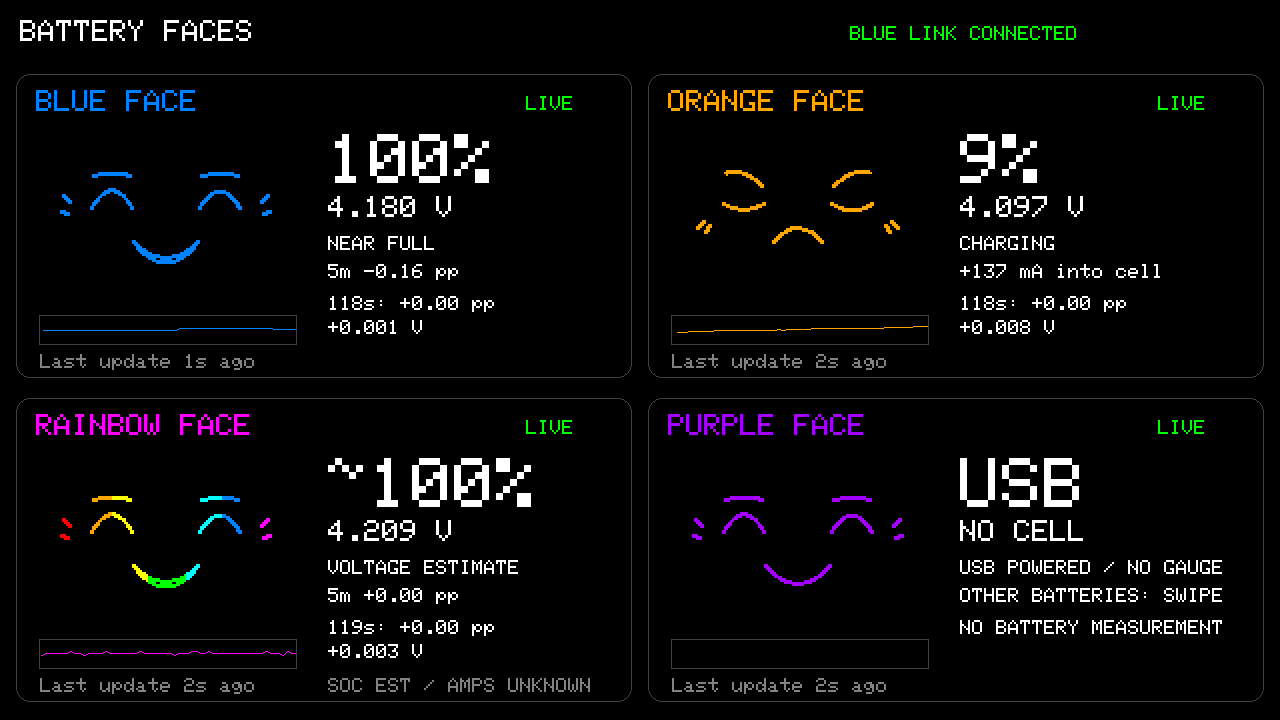 BATTERY FACES
BLUE LINK CONNECTED
BLUE FACE
LIVE
100%
4.180 V
NEAR FULL
5m -0.16 pp
118s: +0.00 pp
+0.001 V
Last update 1s ago
ORANGE FACE
LIVE
9%
4.097 V
CHARGING
+137 mA into cell
118s: +0.00 pp
+0.008 V
Last update 2s ago
RAINBOW FACE
LIVE
~100%
4.209 V
VOLTAGE ESTIMATE
5m +0.00 pp
119s: +0.00 pp
+0.003 V
Last update 2s ago
SOC EST / AMPS UNKNOWN
PURPLE FACE
LIVE
USB
NO CELL
USB POWERED / NO GAUGE
OTHER BATTERIES: SWIPE
NO BATTERY MEASUREMENT
Last update 2s ago